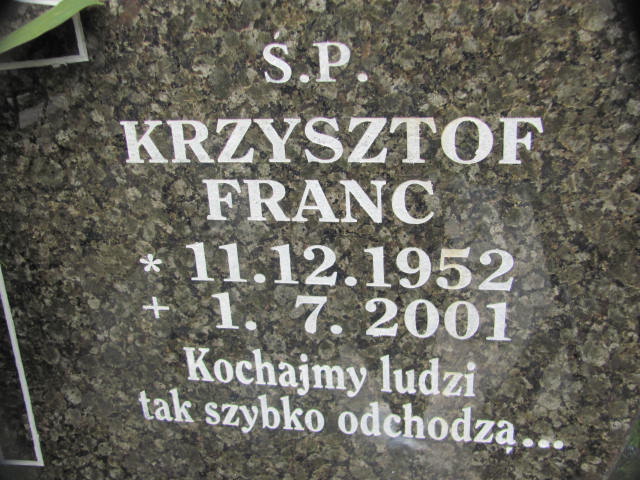 Ś.P.
KRZYSZTOF
FRANC
* 11.12.1952
+ 1. 7. 2001
Kochajmy ludzi
tak szybko odchodzą...